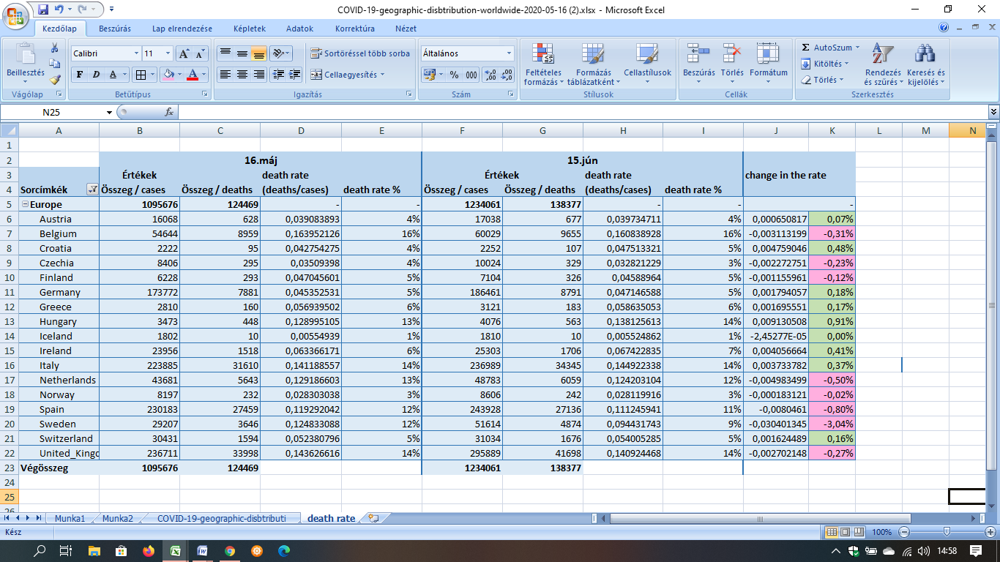 COVID-19-geographic-disbtribution-worldwide-2020-05-16 (2).xlsx - Microsoft Excel
Kezdőlap Beszúrás Lap elrendezése Képletek Adatok Korrektúra Nézet
Beillesztés Calibri 11 Sortöréssel több sorba Általános Feltételes formázás Formázás táblázatként Cellastílusok Beszúrás Törlés Formátum AutoSzum Kitöltés Törlés Rendezés és szűrés Keresés és kijelölés
F D A Cellaegyesítés % 000
Vágólap Betűtípus Igazítás Szám Stílusok Cellák Szerkesztés
N25 fx
A B C D E F G H I J K L M N
1
2 16.máj 15.jún
3 Értékek death rate Értékek death rate change in the rate
4 Sorcímkék Összeg / cases Összeg / deaths (deaths/cases) death rate % Összeg / cases Összeg / deaths (deaths/cases) death rate %
5 Europe 1095676 124469 - - 1234061 138377 - - - -
6 Austria 16068 628 0,039083893 4% 17038 677 0,039734711 4% 0,000650817 0,07%
7 Belgium 54644 8959 0,163952126 16% 60029 9655 0,160838928 16% -0,003113199 -0,31%
8 Croatia 2222 95 0,042754275 4% 2252 107 0,047513321 5% 0,004759046 0,48%
9 Czechia 8406 295 0,03509398 4% 10024 329 0,032821229 3% -0,002272751 -0,23%
10 Finland 6228 293 0,047045601 5% 7104 326 0,04588964 5% -0,001155961 -0,12%
11 Germany 173772 7881 0,045352531 5% 186461 8791 0,047146588 5% 0,001794057 0,18%
12 Greece 2810 160 0,056939502 6% 3121 183 0,058635053 6% 0,001695551 0,17%
13 Hungary 3473 448 0,128995105 13% 4076 563 0,138125613 14% 0,009130508 0,91%
14 Iceland 1802 10 0,00554939 1% 1810 10 0,005524862 1% -2,45277E-05 0,00%
15 Ireland 23956 1518 0,063366171 6% 25303 1706 0,067422835 7% 0,004056664 0,41%
16 Italy 223885 31610 0,141188557 14% 236989 34345 0,144922338 14% 0,003733782 0,37%
17 Netherlands 43681 5643 0,129186603 13% 48783 6059 0,124203104 12% -0,004983499 -0,50%
18 Norway 8197 232 0,028303038 3% 8606 242 0,028119916 3% -0,000183121 -0,02%
19 Spain 230183 27459 0,119292042 12% 243928 27136 0,111245941 11% -0,0080461 -0,80%
20 Sweden 29207 3646 0,124833088 12% 51614 4874 0,094431743 9% -0,030401345 -3,04%
21 Switzerland 30431 1594 0,052380796 5% 31034 1676 0,054005285 5% 0,001624489 0,16%
22 United_Kingd 236711 33998 0,143626616 14% 295889 41698 0,140924468 14% -0,002702148 -0,27%
23 Végösszeg 1095676 124469 1234061 138377
24
25
26
Munka1 Munka2 COVID-19-geographic-disbtributi death rate
Kész 100%
14:58